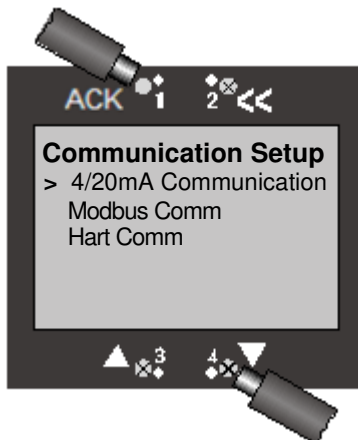 ACK 1 2 <<
Communication Setup
> 4/20mA Communication
Modbus Comm
Hart Comm
3 4